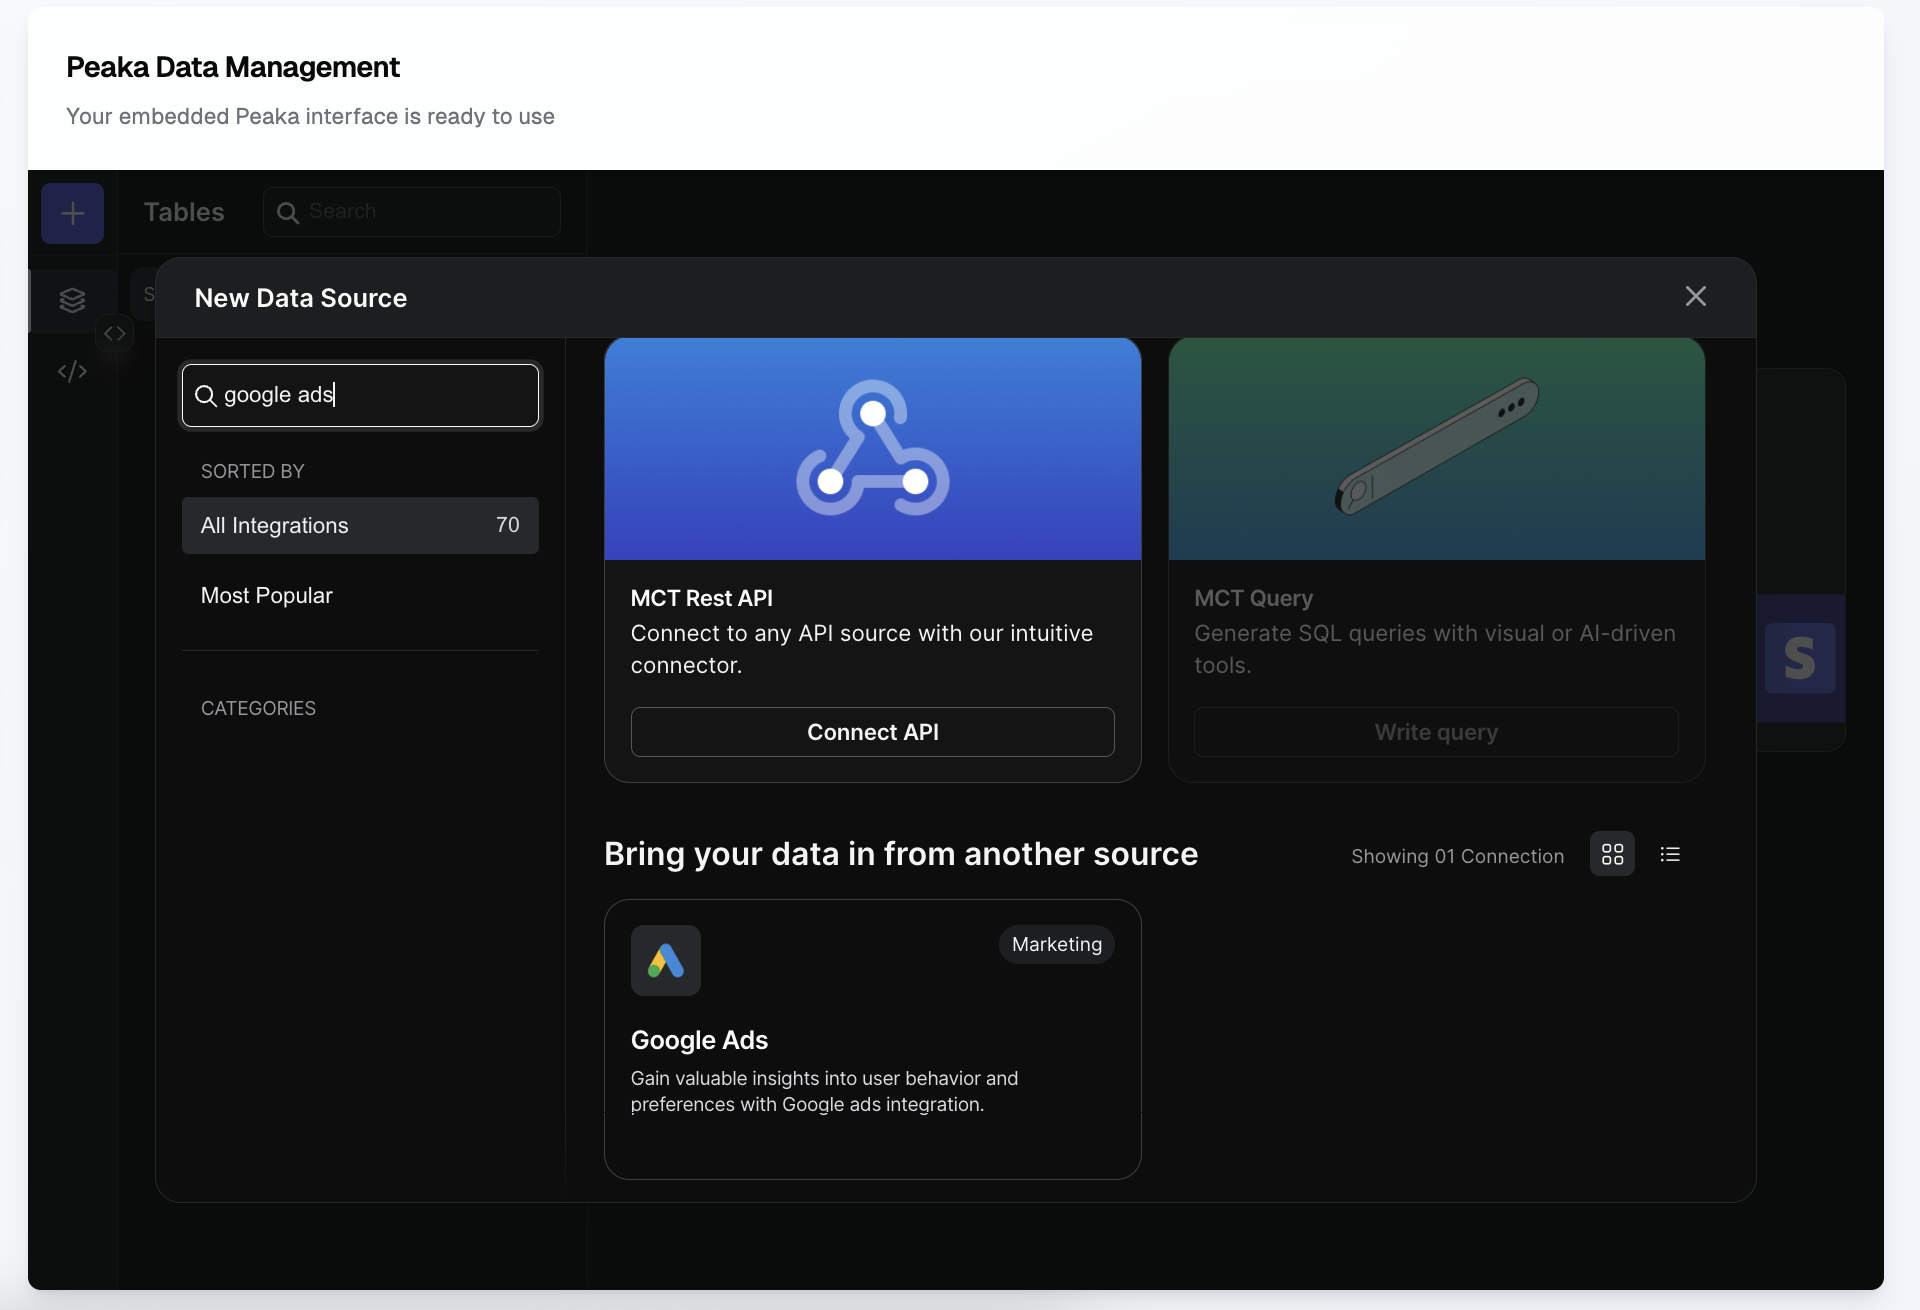 Peaka Data Management
Your embedded Peaka interface is ready to use
Tables
Search
S
New Data Source
google ads
SORTED BY
All Integrations 70
Most Popular
CATEGORIES
MCT Rest API
Connect to any API source with our intuitive
connector.
Connect API
MCT Query
Generate SQL queries with visual or AI-driven
tools.
Write query
S
Bring your data in from another source
Showing 01 Connection
Marketing
Google Ads
Gain valuable insights into user behavior and
preferences with Google ads integration.